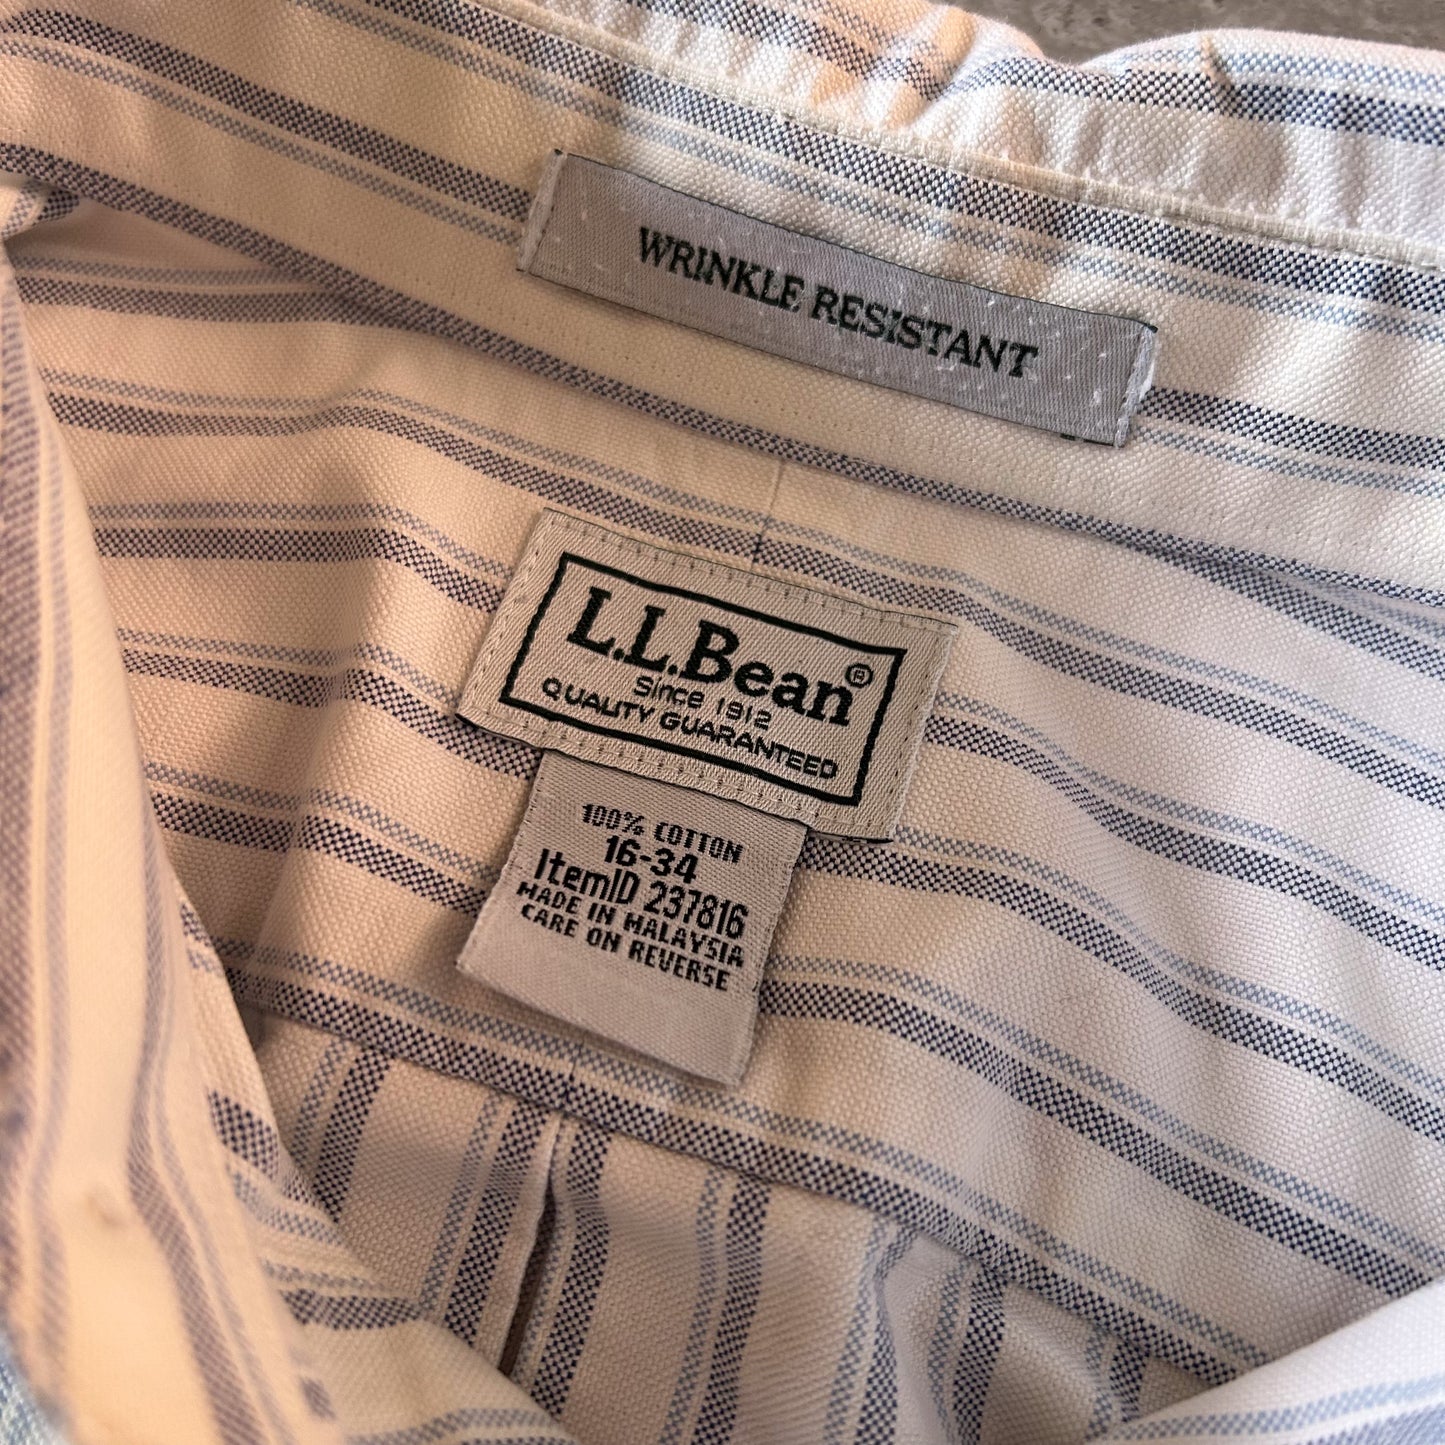 WRINKLE RESISTANT
L.L.Bean®
Since 1912
QUALITY GUARANTEED
100% COTTON
16-34
ItemID 237816
MADE IN MALAYSIA
CARE ON REVERSE